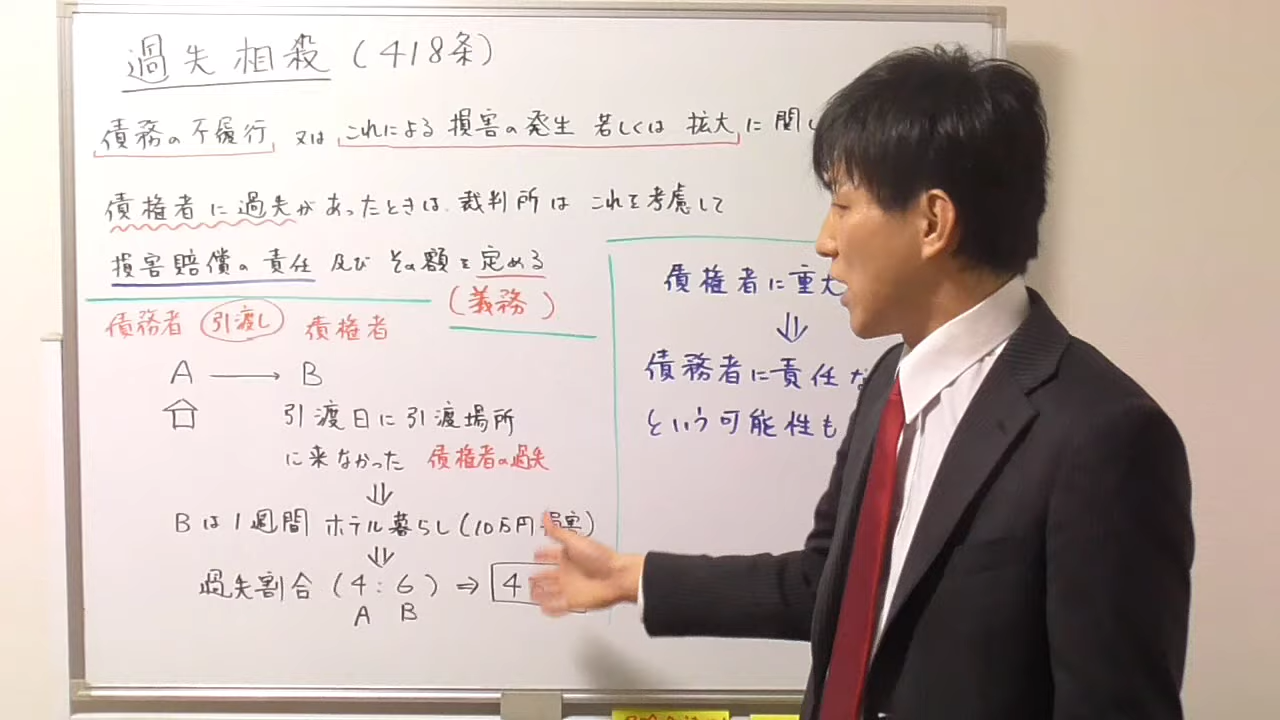 過失相殺(418条)
債務の不履行 又は これによる 損害の発生 若しくは 拡大 に関し
債権者に過失があったときは、裁判所は これを考慮して
損害賠償の責任 及び その額を定める
(義務)
債務者 引渡し 債権者
A → B
引渡日に引渡場所
に来なかった 債権者の過失
⇓
Bは1週間 ホテル暮らし(10万円損害)
⇓
過失割合(4:6) ⇒ 4
A B
債権者に重大
⇓
債務者に責任な
という可能性も